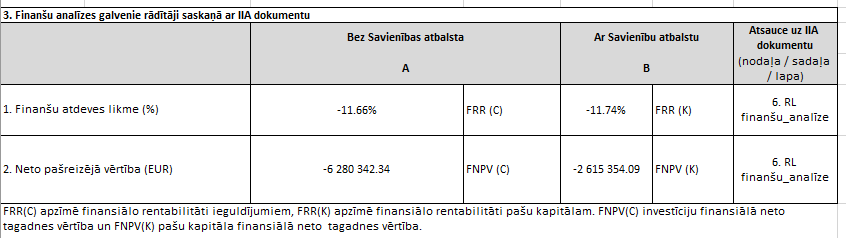 3. Finanšu analīzes galvenie rādītāji saskaņā ar IIA dokumentu
Bez Savienības atbalsta
A
Ar Savienību atbalstu
B
Atsauce uz IIA
dokumentu
(nodaļa / sadaļa
/ lapa)
1. Finanšu atdeves likme (%)
-11.66%
FRR (C)
-11.74%
FRR (K)
6. RL
finanšu_analīze
2. Neto pašreizējā vērtība (EUR)
-6 280 342.34
FNPV (C)
-2 615 354.09
FNPV (K)
6. RL
finanšu_analīze
FRR(C) apzīmē finansiālo rentabilitāti ieguldījumiem, FRR(K) apzīmē finansiālo rentabilitāti pašu kapitālam. FNPV(C) investīciju finansiālā neto
tagadnes vērtība un FNPV(K) pašu kapitāla finansiālā neto tagadnes vērtība.